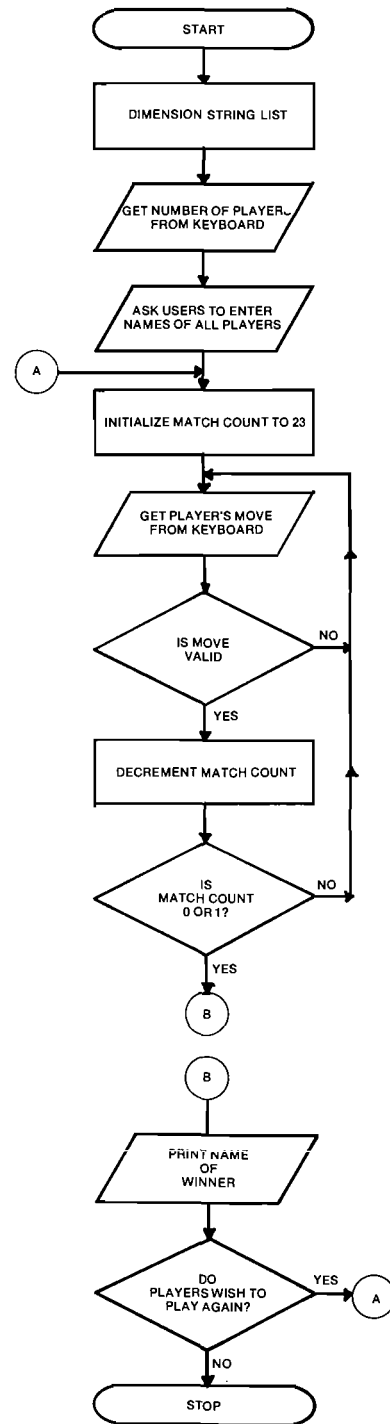 START
DIMENSION STRING LIST
GET NUMBER OF PLAYERS
FROM KEYBOARD
ASK USERS TO ENTER
NAMES OF ALL PLAYERS
A
INITIALIZE MATCH COUNT TO 23
GET PLAYER'S MOVE
FROM KEYBOARD
IS MOVE
VALID
NO
YES
DECREMENT MATCH COUNT
IS
MATCH COUNT
0 OR 1?
NO
YES
B
B
PRINT NAME
OF
WINNER
DO
PLAYERS WISH TO
PLAY AGAIN?
YES
A
NO
STOP